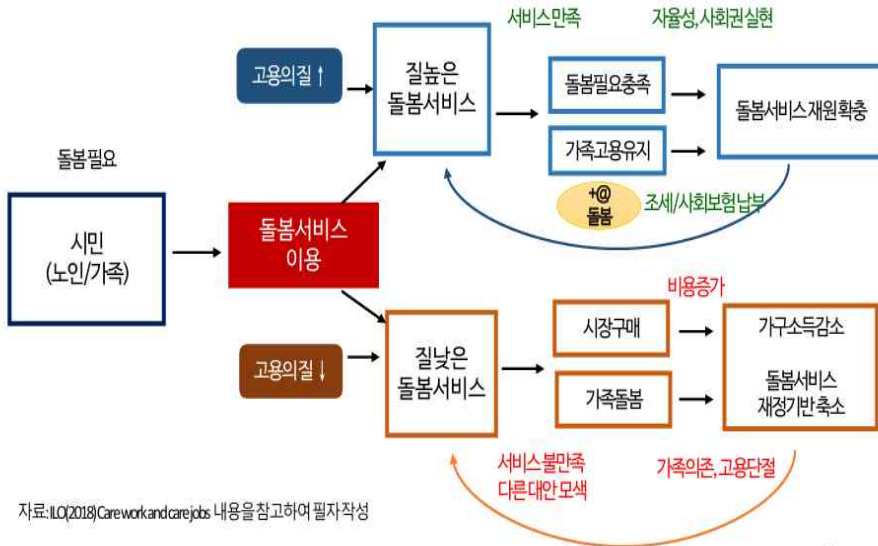 서비스만족
자율성, 사회권 실현
고용의질 ↑
질높은
돌봄서비스
돌봄필요충족
돌봄서비스 재원 확충
가족고용유지
돌봄필요
+@
돌봄
조세/사회보험 납부
시민
(노인/가족)
돌봄서비스
이용
비용증가
시장구매
가구소득감소
고용의질 ↓
질낮은
돌봄서비스
돌봄서비스
재정기반 축소
가족돌봄
서비스 불만족
다른 대안 모색
가족의존, 고용단절
자료: ILO(2018) Care work and care jobs 내용을 참고하여 필자 작성